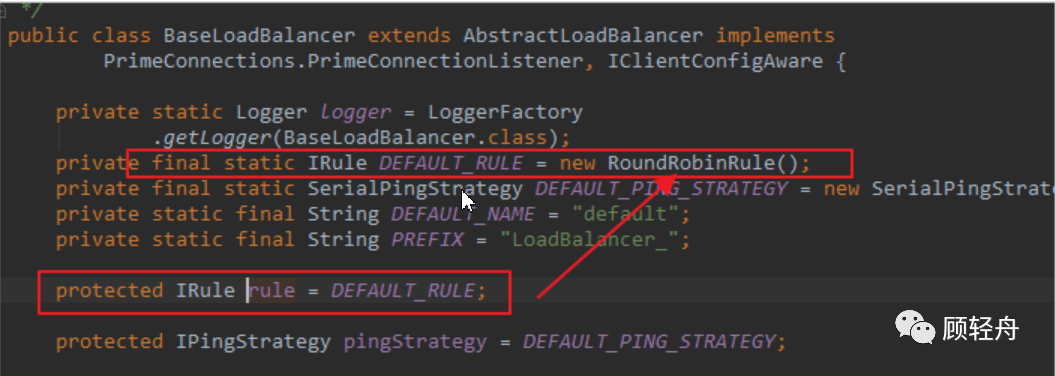 */
public class BaseLoadBalancer extends AbstractLoadBalancer implements
PrimeConnections.PrimeConnectionListener, IClientConfigAware {
private static Logger logger = LoggerFactory
.getLogger(BaseLoadBalancer.class);
private final static IRule DEFAULT_RULE = new RoundRobinRule();
private final static SerialPingStrategy DEFAULT_PING_STRATEGY = new SerialPingStrate
private static final String DEFAULT_NAME = "default";
private static final String PREFIX = "LoadBalancer_";
protected IRule rule = DEFAULT_RULE;
protected IPingStrategy pingStrategy = DEFAULT_PING_STRATEGY;
顾轻舟